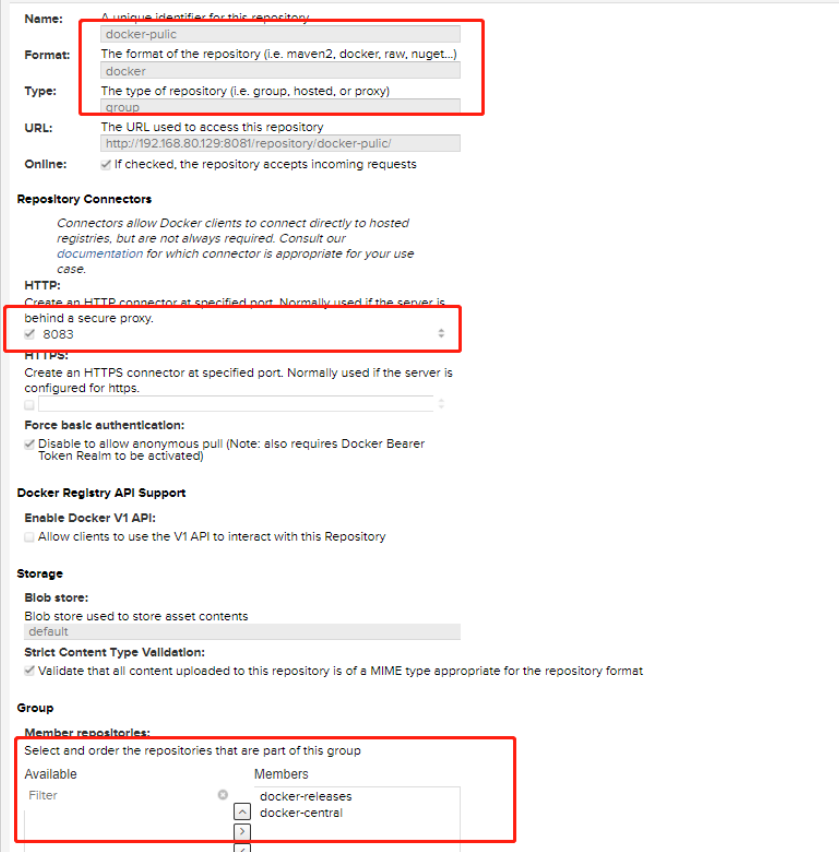 Name: A unique identifier for this repository
docker-pulic
Format: The format of the repository (i.e. maven2, docker, raw, nuget...)
docker
Type: The type of repository (i.e. group, hosted, or proxy)
group
URL: The URL used to access this repository
http://192.168.80.129:8081/repository/docker-pulic/
Online: If checked, the repository accepts incoming requests
Repository Connectors
Connectors allow Docker clients to connect directly to hosted
registries, but are not always required. Consult our
documentation for which connector is appropriate for your use
case.
HTTP:
Create an HTTP connector at specified port. Normally used if the server is
behind a secure proxy.
8083
HTTPS:
Create an HTTPS connector at specified port. Normally used if the server is
configured for https.
Force basic authentication:
Disable to allow anonymous pull (Note: also requires Docker Bearer
Token Realm to be activated)
Docker Registry API Support
Enable Docker V1 API:
Allow clients to use the V1 API to interact with this Repository
Storage
Blob store:
Blob store used to store asset contents
default
Strict Content Type Validation:
Validate that all content uploaded to this repository is of a MIME type appropriate for the repository format
Group
Member repositories:
Select and order the repositories that are part of this group
Available Members
Filter
docker-releases
docker-central